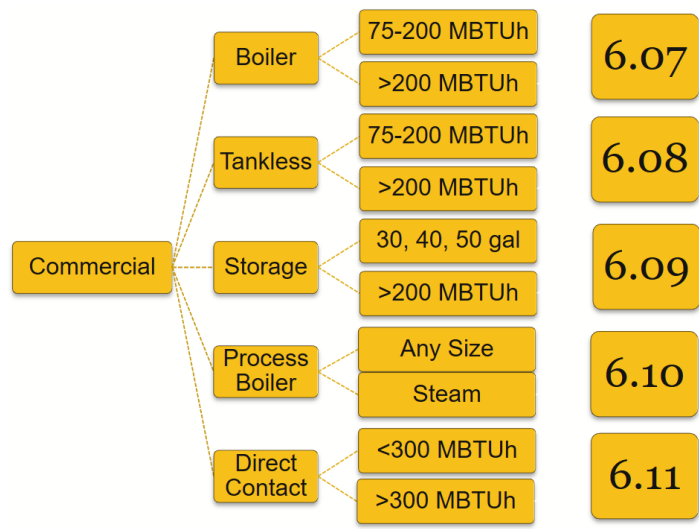 Commercial
Boiler
75-200 MBTUh
>200 MBTUh
6.07
Tankless
75-200 MBTUh
>200 MBTUh
6.08
Storage
30, 40, 50 gal
>200 MBTUh
6.09
Process
Boiler
Any Size
Steam
6.10
Direct
Contact
<300 MBTUh
>300 MBTUh
6.11